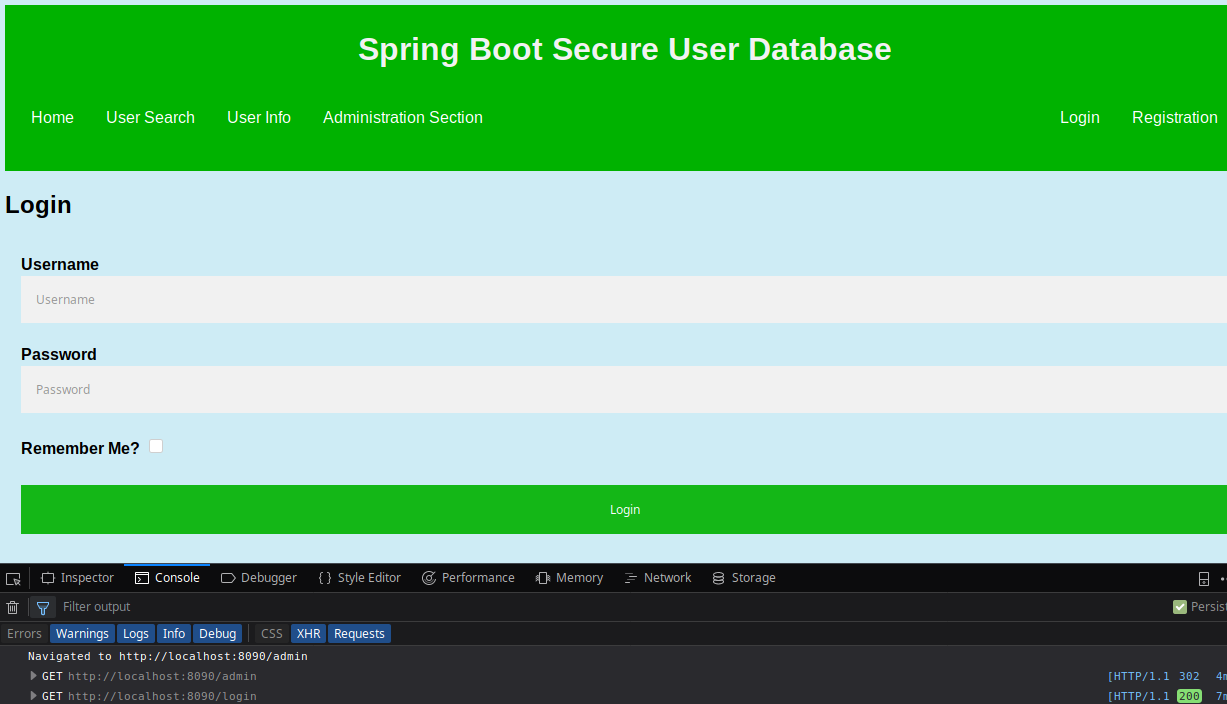 Spring Boot Secure User Database
Home User Search User Info Administration Section Login Registration
Login
Username
Username
Password
Password
Remember Me?
Login
Inspector Console Debugger { } Style Editor Performance Memory Network Storage
Filter output Persist
Errors Warnings Logs Info Debug CSS XHR Requests
Navigated to http://localhost:8090/admin
GET http://localhost:8090/admin [HTTP/1.1 302 4m
GET http://localhost:8090/login [HTTP/1.1 200 7m